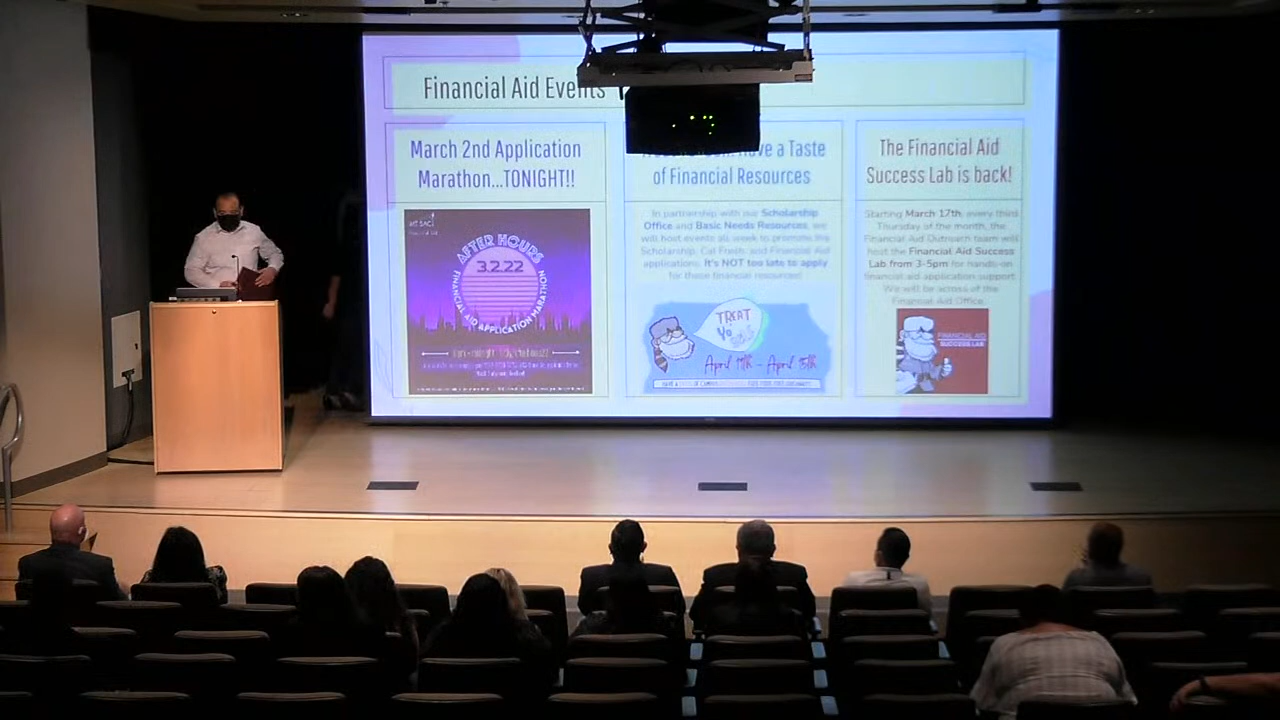 Financial Aid Events
March 2nd Application
Marathon...TONIGHT!!
AFTER HOURS
3.2.22
FINANCIAL AID APPLICATION MARATHON
Have a Taste
of Financial Resources
In partnership with our Scholarship
Office and Basic Needs Resources, we
will host events all week to promote the
Scholarship, Cal Fresh, and Financial Aid
applications. It's NOT too late to apply
for these financial resources!
TREAT
Yo
April 11th - April 15th
The Financial Aid
Success Lab is back!
Starting March 17th, every third
Thursday of the month, the
Financial Aid Outreach team will
host the Financial Aid Success
Lab from 3-5pm for hands-on
financial aid application support.
We will be across of the
Financial Aid Office.
FINANCIAL AID
SUCCESS LAB